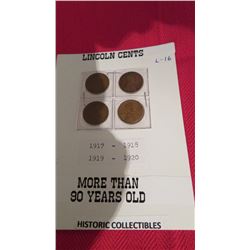 LINCOLN CENTS
L-16
1917 - 1918
1919 - 1920
MORE THAN
90 YEARS OLD
HISTORIC COLLECTIBLES